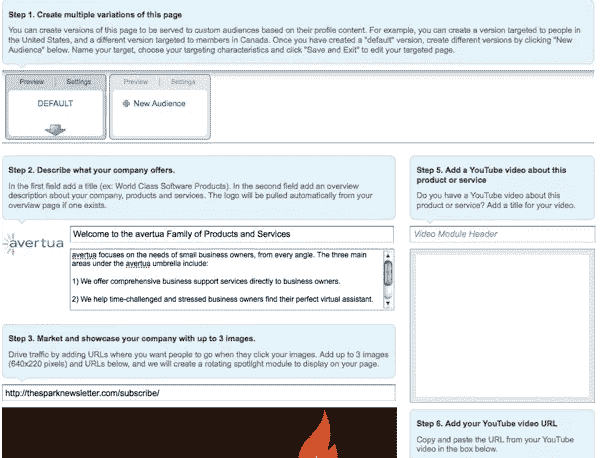 Step 1. Create multiple variations of this page
You can create versions of this page to be served to custom audiences based on their profile content. For example, you can create a version targeted to people in
the United States, and a different version targeted to members in Canada. Once you have created a "default" version, create different versions by clicking "New
Audience" below. Name your target, choose your targeting characteristics and click "Save and Exit" to edit your targeted page.
Preview | Settings
DEFAULT
Preview | Settings
New Audience
Step 2. Describe what your company offers.
In the first field add a title (ex: World Class Software Products). In the second field add an overview
description about your company, products and services. The logo will be pulled automatically from your
overview page if one exists.
avertua
Welcome to the avertua Family of Products and Services
avertua focuses on the needs of small business owners, from every angle. The three main
areas under the avertua umbrella include:
1) We offer comprehensive business support services directly to business owners.
2) We help time-challenged and stressed business owners find their perfect virtual assistant.
Step 3. Market and showcase your company with up to 3 images.
Drive traffic by adding URLs where you want people to go when they click your images. Add up to 3 images
(640x220 pixels) and URLs below, and we will create a rotating spotlight module to display on your page.
http://thesparknewsletter.com/subscribe/
Step 5. Add a YouTube video about this
product or service
Do you have a YouTube video about this
product or service? Add a title for your video.
Video Module Header
Step 6. Add your YouTube video URL
Copy and paste the URL from your YouTube
video in the box below.